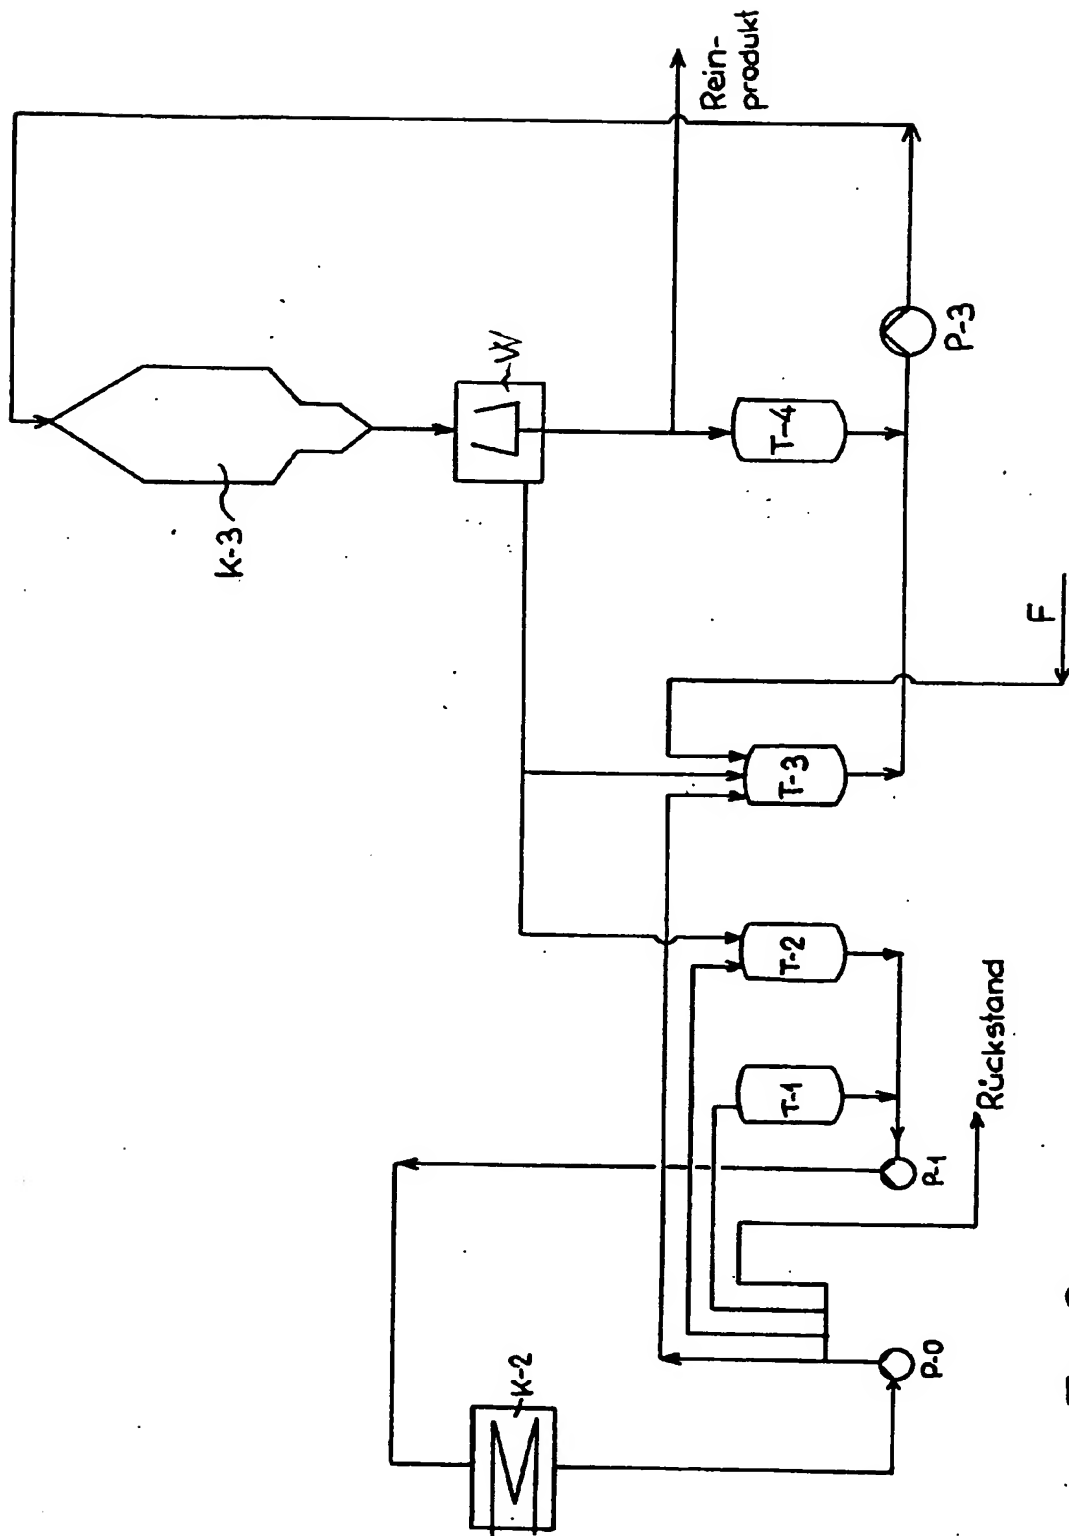 K-3
W
Rein-
produkt
T-4
P-3
F
T-3
T-2
T-1
Rückstand
P-1
K-2
P-0